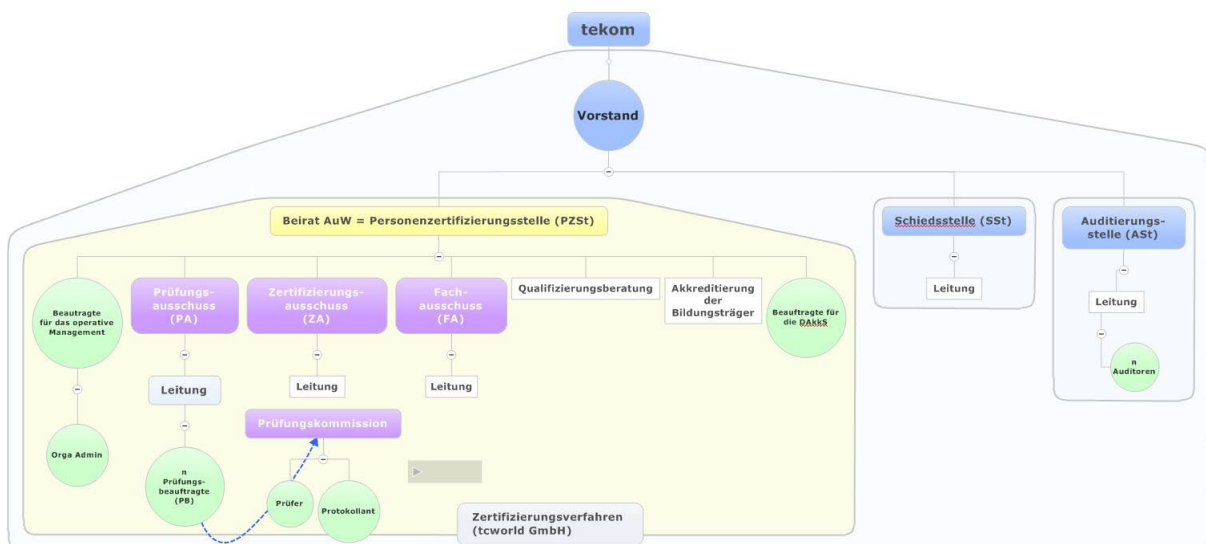 tekom
Vorstand
Beirat AuW = Personenzertifizierungsstelle (PZSt)
Schiedsstelle (SSt)
Auditierungs-
stelle (ASt)
Leitung
Leitung
n
Auditoren
Beautragte
für das operative
Management
Prüfungs-
ausschuss
(PA)
Zertifizierungs-
ausschuss
(ZA)
Fach-
ausschuss
(FA)
Qualifizierungsberatung
Akkreditierung
der
Bildungsträger
Beauftragte für
die DAkkS
Leitung
Leitung
Leitung
Prüfungskommission
Orga Admin
n
Prüfungs-
beauftragte
(PB)
Prüfer
Protokollant
Zertifizierungsverfahren
(tcworld GmbH)